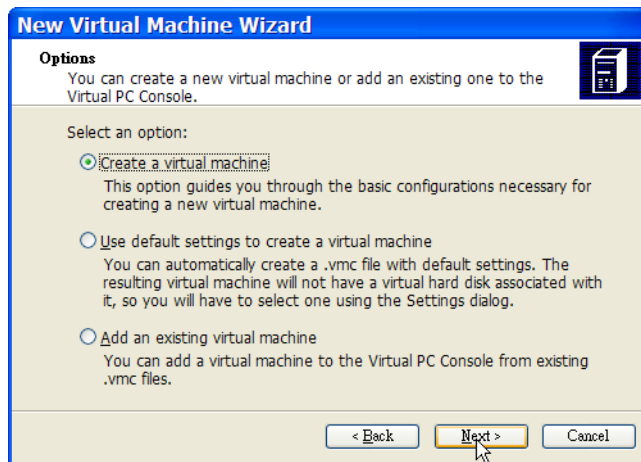 New Virtual Machine Wizard
Options
You can create a new virtual machine or add an existing one to the
Virtual PC Console.
Select an option:
Create a virtual machine
This option guides you through the basic configurations necessary for
creating a new virtual machine.
Use default settings to create a virtual machine
You can automatically create a .vmc file with default settings. The
resulting virtual machine will not have a virtual hard disk associated with
it, so you will have to select one using the Settings dialog.
Add an existing virtual machine
You can add a virtual machine to the Virtual PC Console from existing
.vmc files.
< Back Next > Cancel